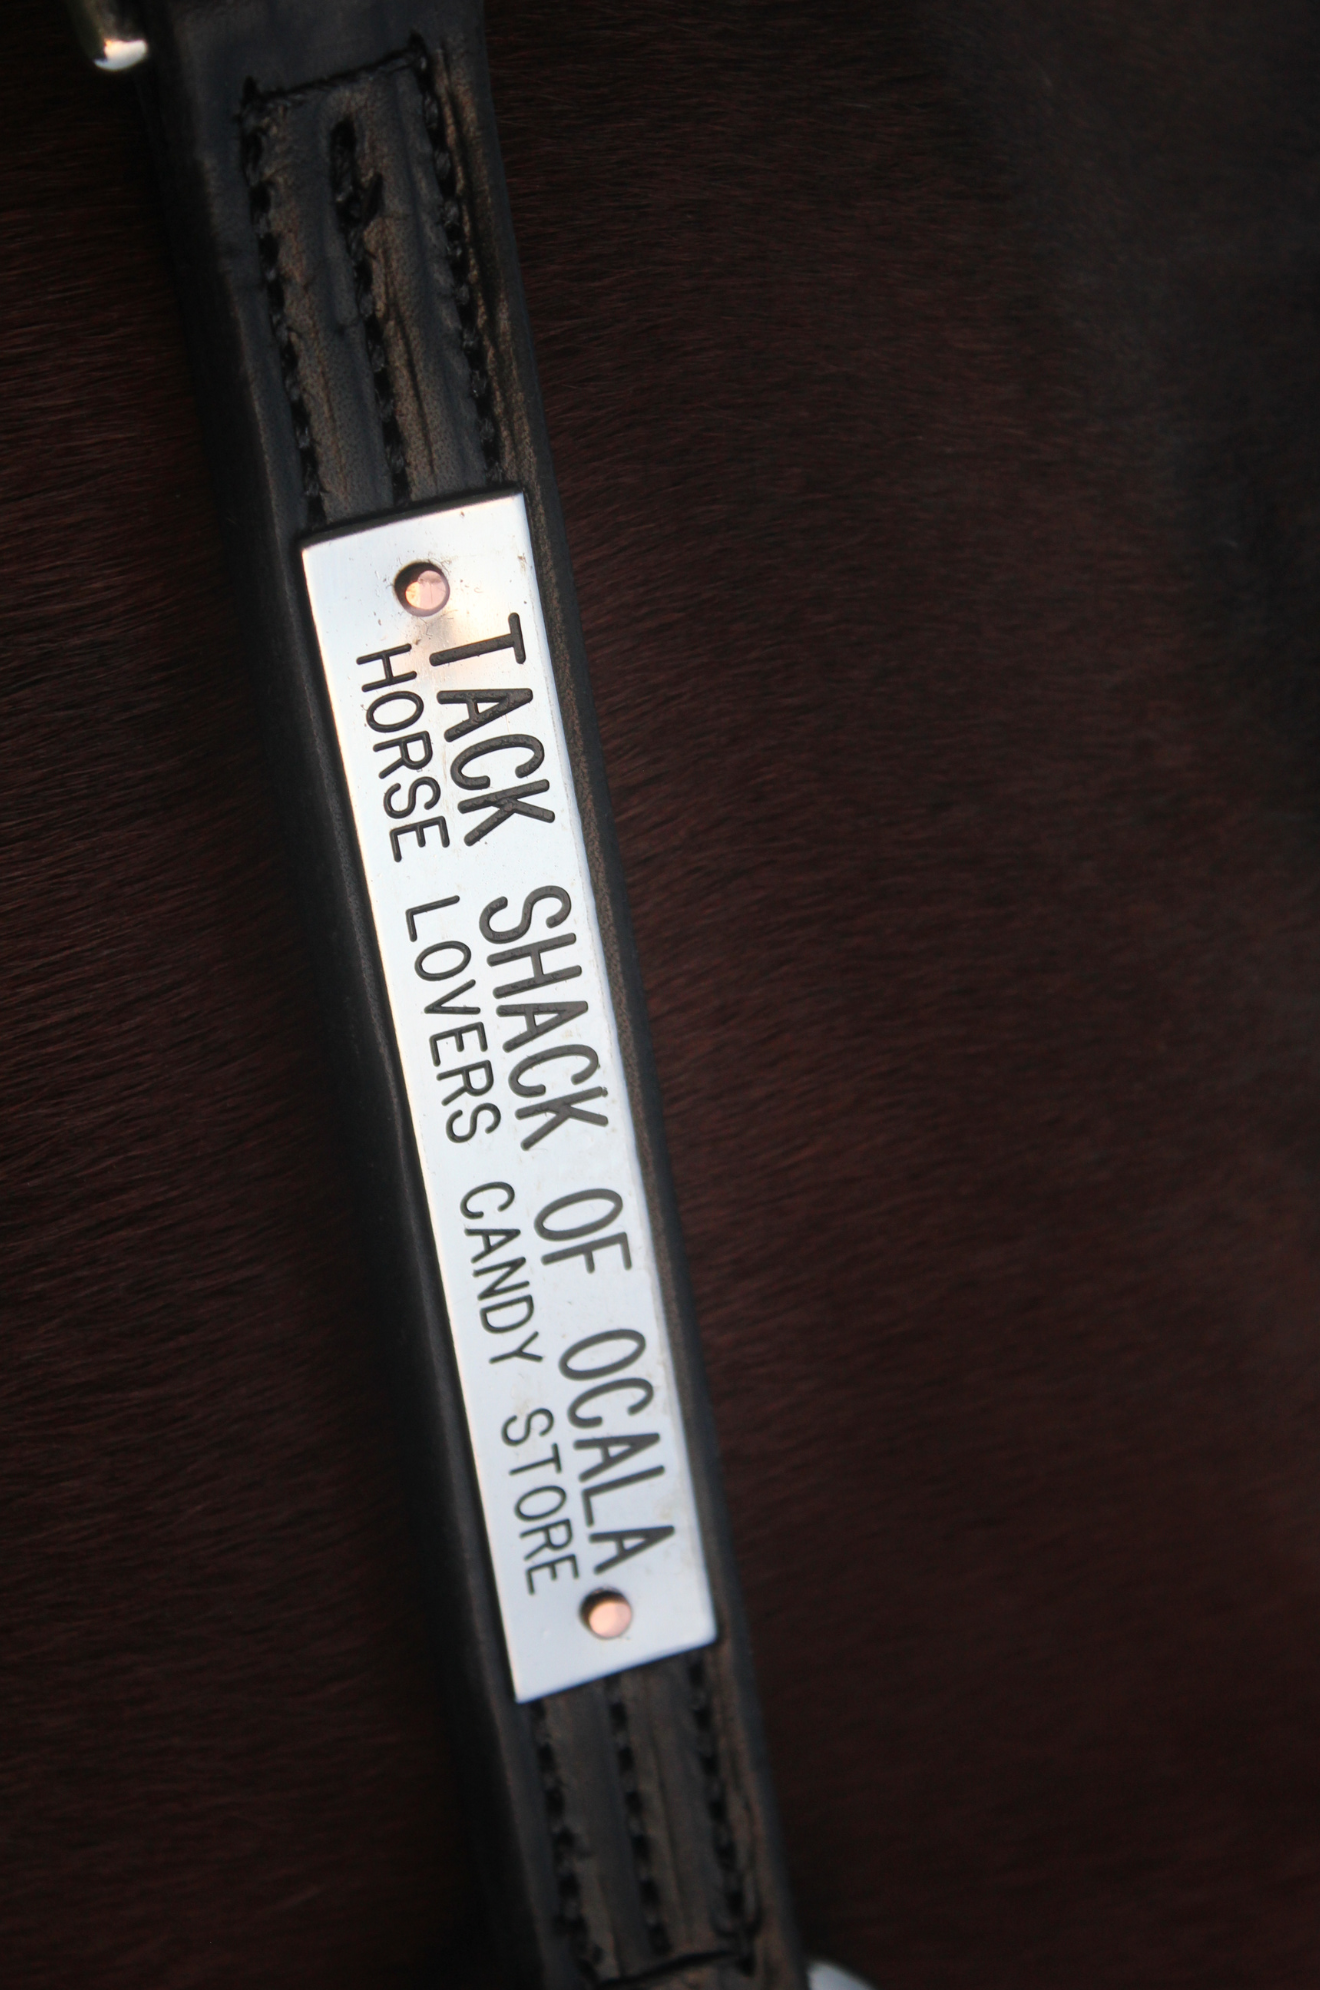 TACK SHACK OF OCALA
HORSE LOVERS CANDY STORE